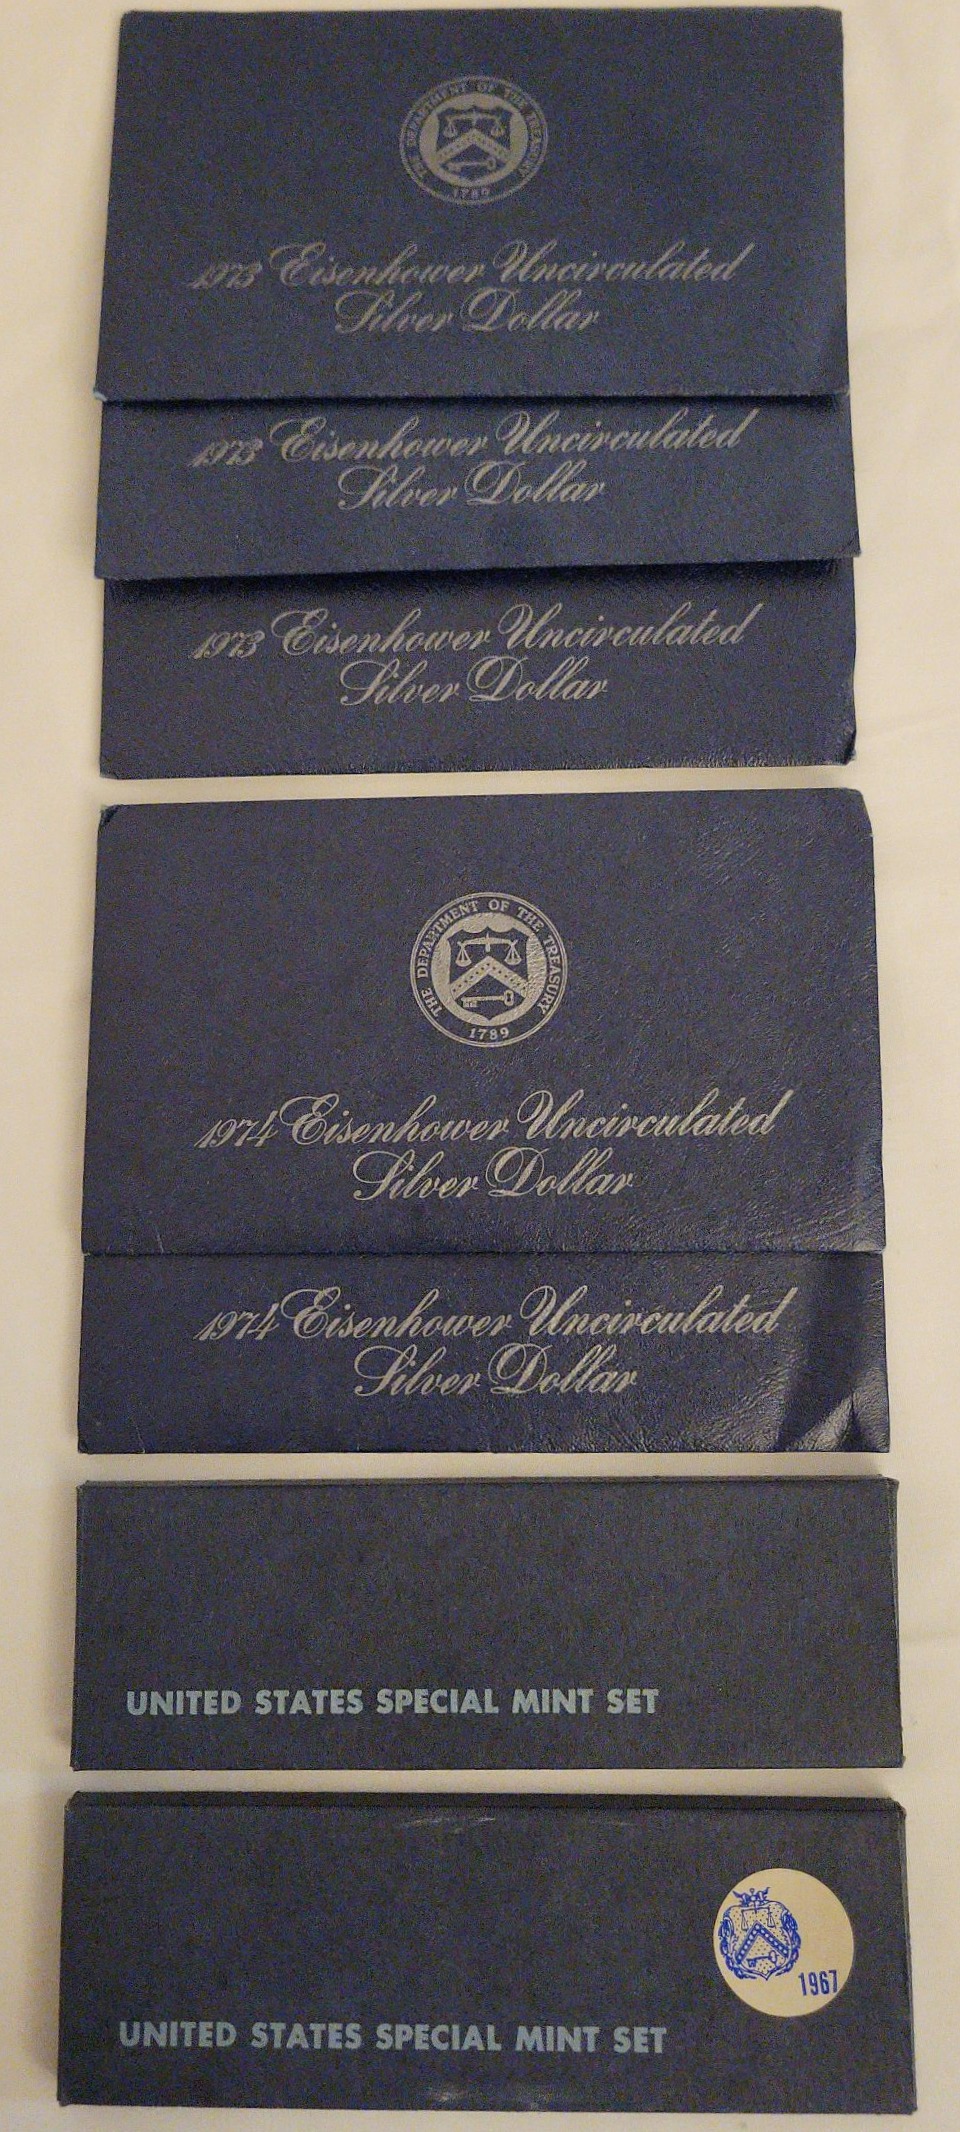 THE DEPARTMENT OF THE TREASURY
1789
1973 Eisenhower Uncirculated
Silver Dollar
1973 Eisenhower Uncirculated
Silver Dollar
1973 Eisenhower Uncirculated
Silver Dollar
THE DEPARTMENT OF THE TREASURY
1789
1974 Eisenhower Uncirculated
Silver Dollar
1974 Eisenhower Uncirculated
Silver Dollar
UNITED STATES SPECIAL MINT SET
1967
UNITED STATES SPECIAL MINT SET